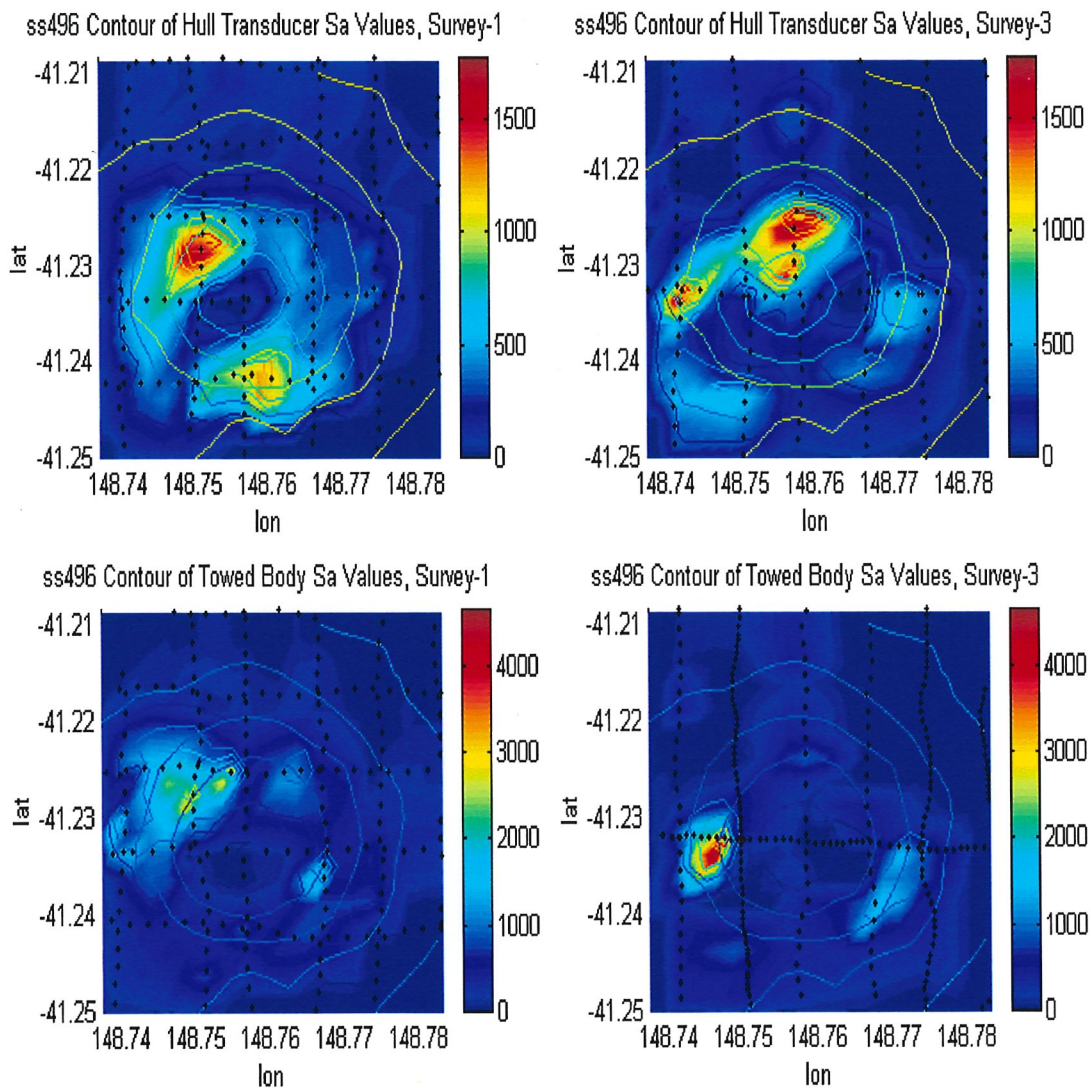 ss496 Contour of Hull Transducer Sa Values, Survey-1
-41.21
-41.22
-41.23
-41.24
-41.25
lat
148.74 148.75 148.76 148.77 148.78
lon
1500
1000
500
0
ss496 Contour of Hull Transducer Sa Values, Survey-3
-41.21
-41.22
-41.23
-41.24
-41.25
lat
148.74 148.75 148.76 148.77 148.78
lon
1500
1000
500
0
ss496 Contour of Towed Body Sa Values, Survey-1
-41.21
-41.22
-41.23
-41.24
-41.25
lat
148.74 148.75 148.76 148.77 148.78
lon
4000
3000
2000
1000
0
ss496 Contour of Towed Body Sa Values, Survey-3
-41.21
-41.22
-41.23
-41.24
-41.25
lat
148.74 148.75 148.76 148.77 148.78
lon
4000
3000
2000
1000
0